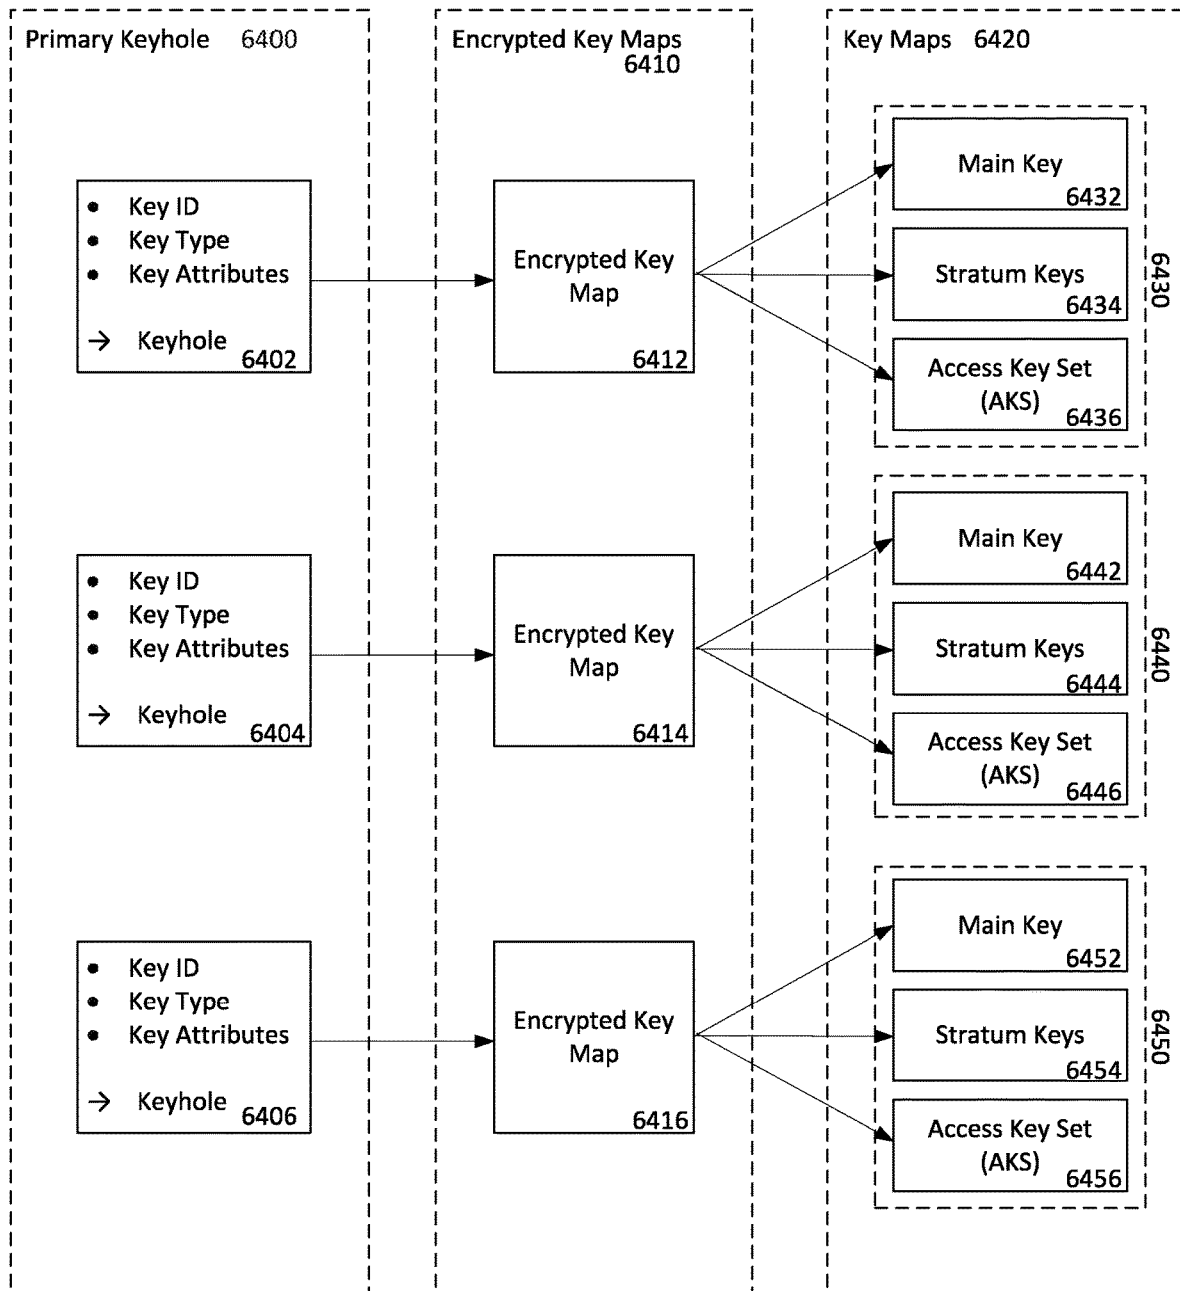 Primary Keyhole 6400
Encrypted Key Maps
6410
Key Maps 6420
• Key ID
• Key Type
• Key Attributes
→ Keyhole
6402
Encrypted Key
Map
6412
Main Key
6432
Stratum Keys
6434
Access Key Set
(AKS)
6436
6430
• Key ID
• Key Type
• Key Attributes
→ Keyhole
6404
Encrypted Key
Map
6414
Main Key
6442
Stratum Keys
6444
Access Key Set
(AKS)
6446
6440
• Key ID
• Key Type
• Key Attributes
→ Keyhole
6406
Encrypted Key
Map
6416
Main Key
6452
Stratum Keys
6454
Access Key Set
(AKS)
6456
6450